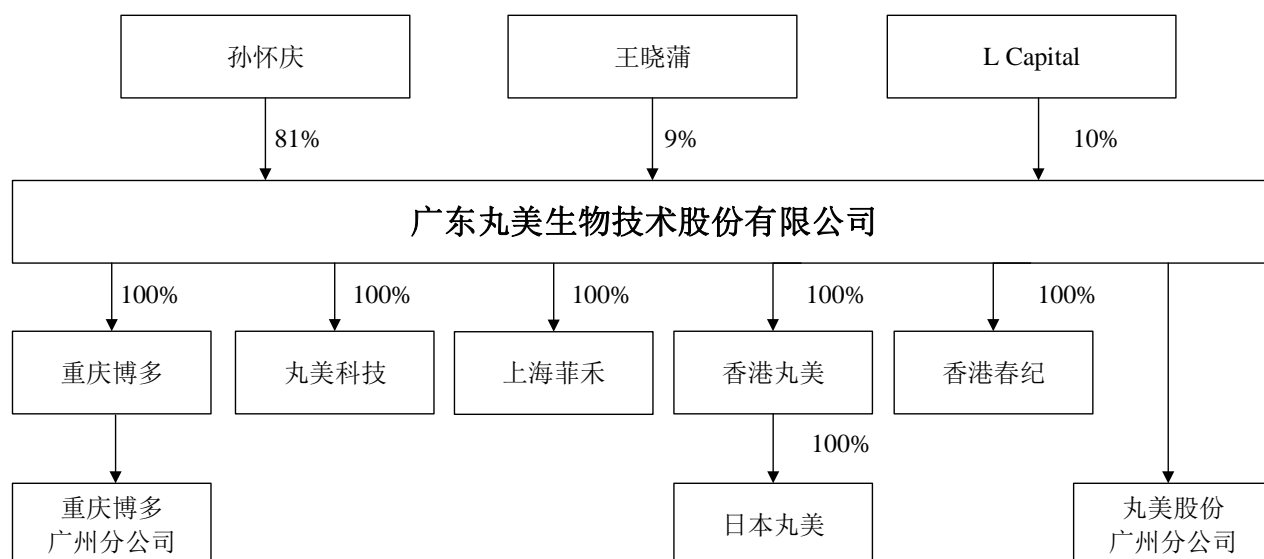 孙怀庆
王晓蒲
L Capital
81%
9%
10%
广东丸美生物技术股份有限公司
100%
100%
100%
100%
100%
重庆博多
丸美科技
上海菲禾
香港丸美
香港春纪
100%
重庆博多
广州分公司
日本丸美
丸美股份
广州分公司